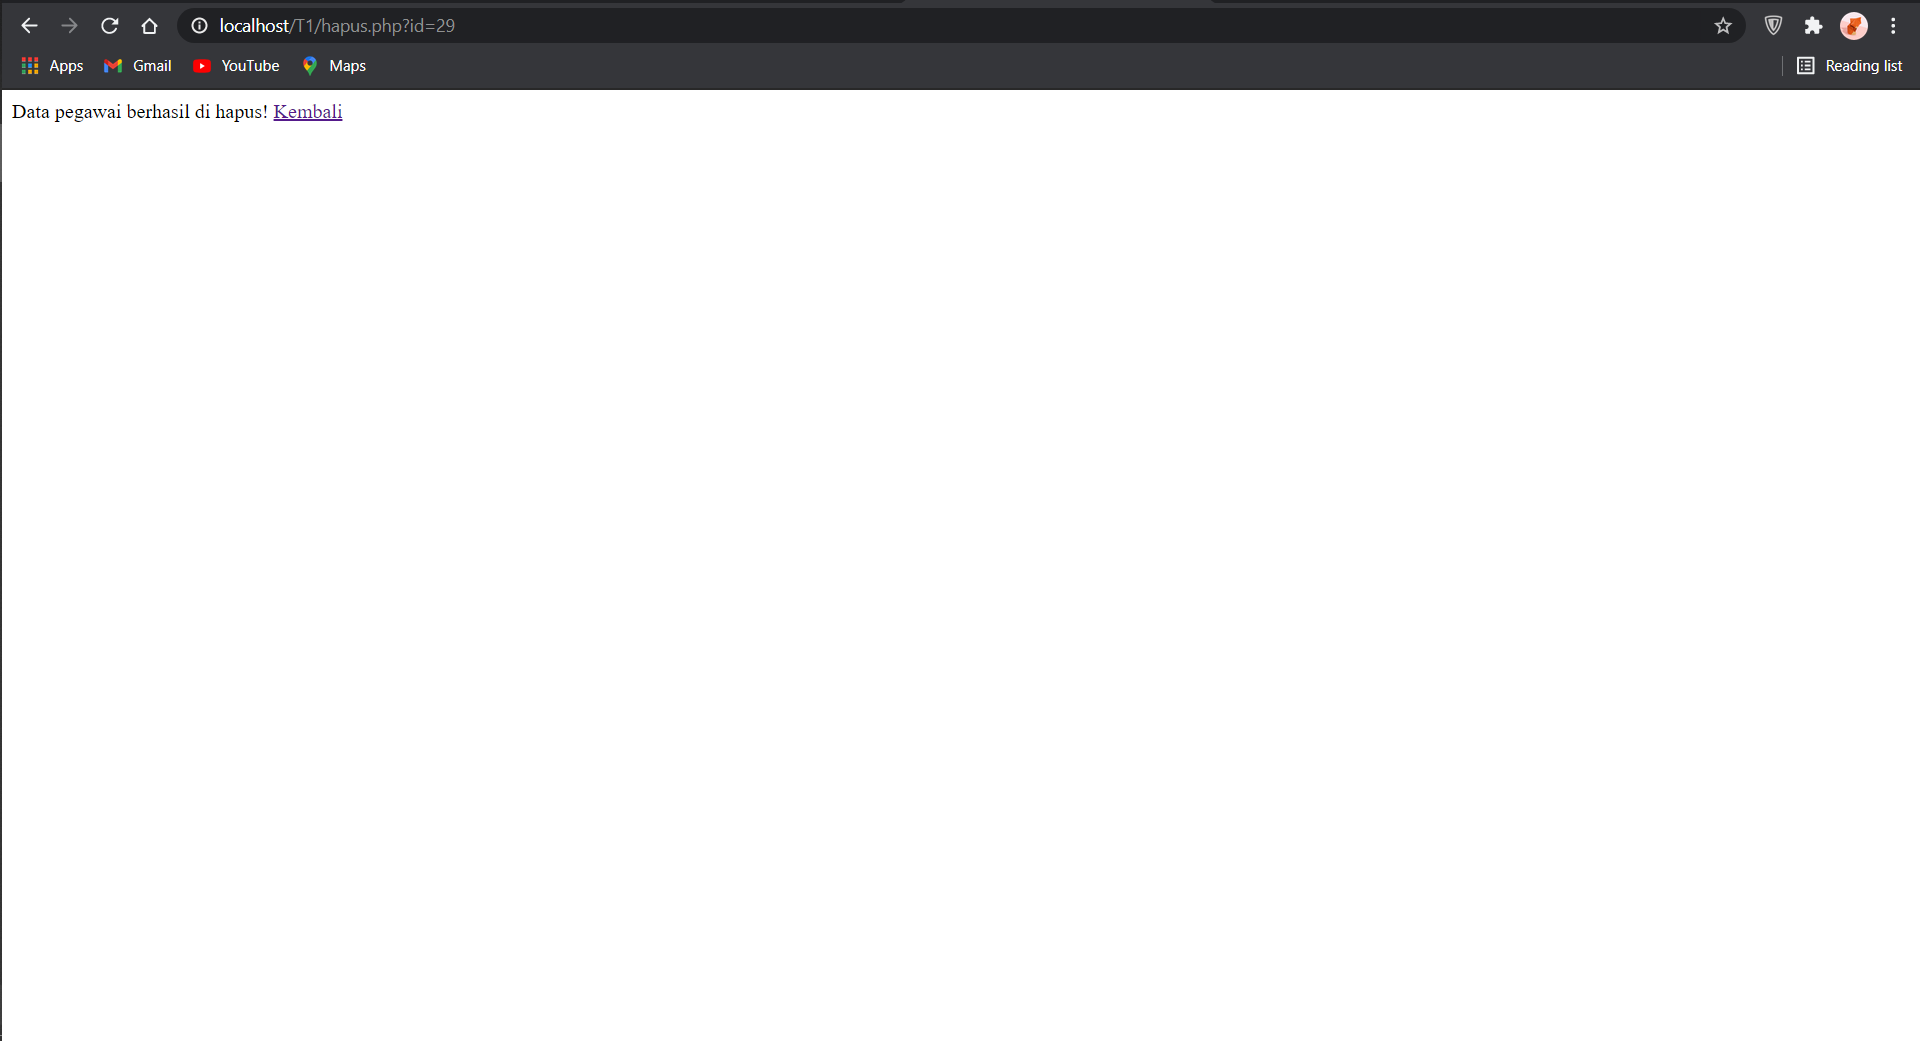 localhost/T1/hapus.php?id=29
Apps Gmail YouTube Maps Reading list
Data pegawai berhasil di hapus! Kembali